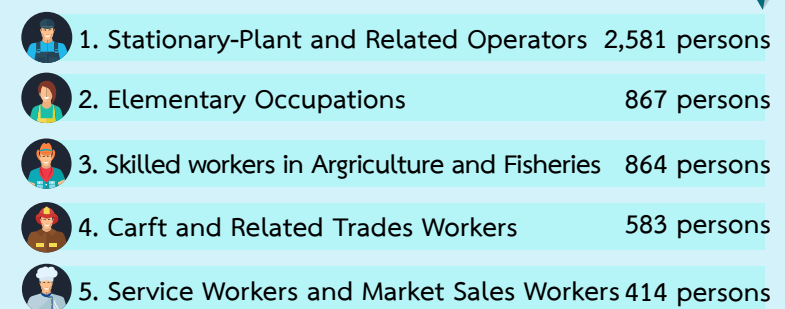 1. Stationary-Plant and Related Operators 2,581 persons
2. Elementary Occupations 867 persons
3. Skilled workers in Argriculture and Fisheries 864 persons
4. Carft and Related Trades Workers 583 persons
5. Service Workers and Market Sales Workers 414 persons